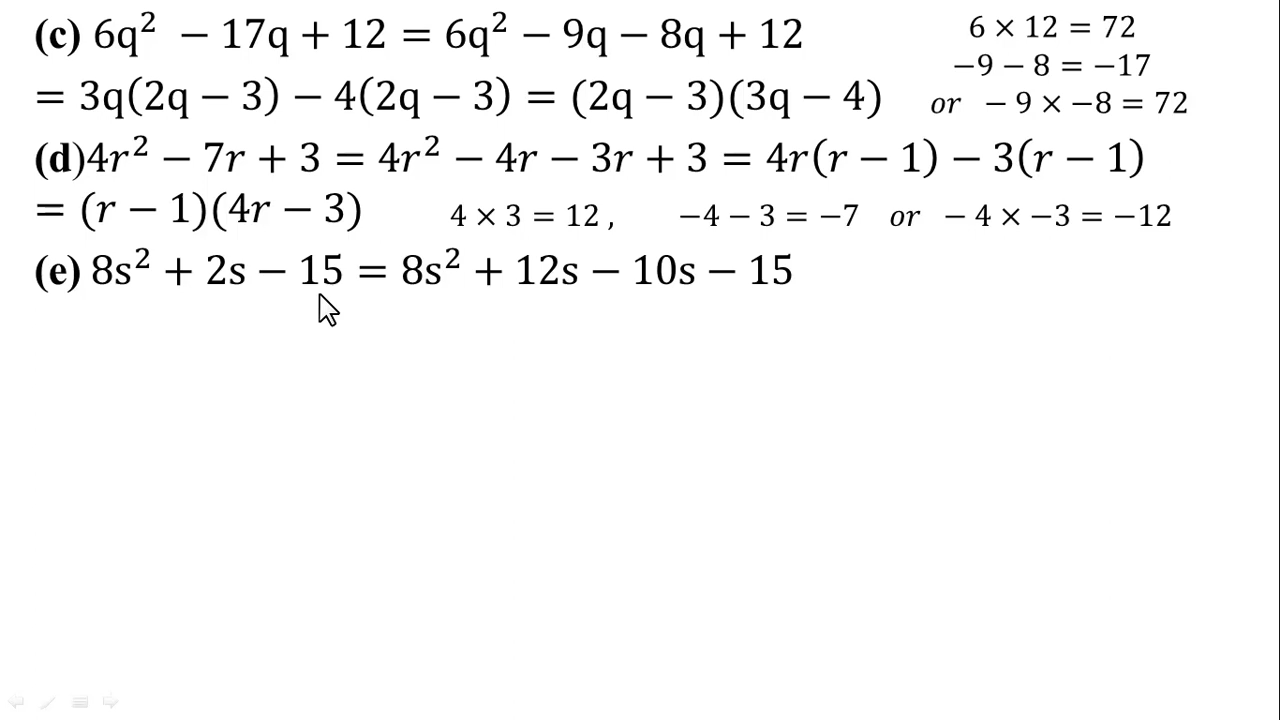 (c) 6q² − 17q + 12 = 6q² − 9q − 8q + 12
6 × 12 = 72
−9 − 8 = −17
= 3q(2q − 3) − 4(2q − 3) = (2q − 3)(3q − 4)
or − 9 × −8 = 72
(d)4r² − 7r + 3 = 4r² − 4r − 3r + 3 = 4r(r − 1) − 3(r − 1)
= (r − 1)(4r − 3)
4 × 3 = 12 , −4 − 3 = −7 or − 4 × −3 = −12
(e) 8s² + 2s − 15 = 8s² + 12s − 10s − 15